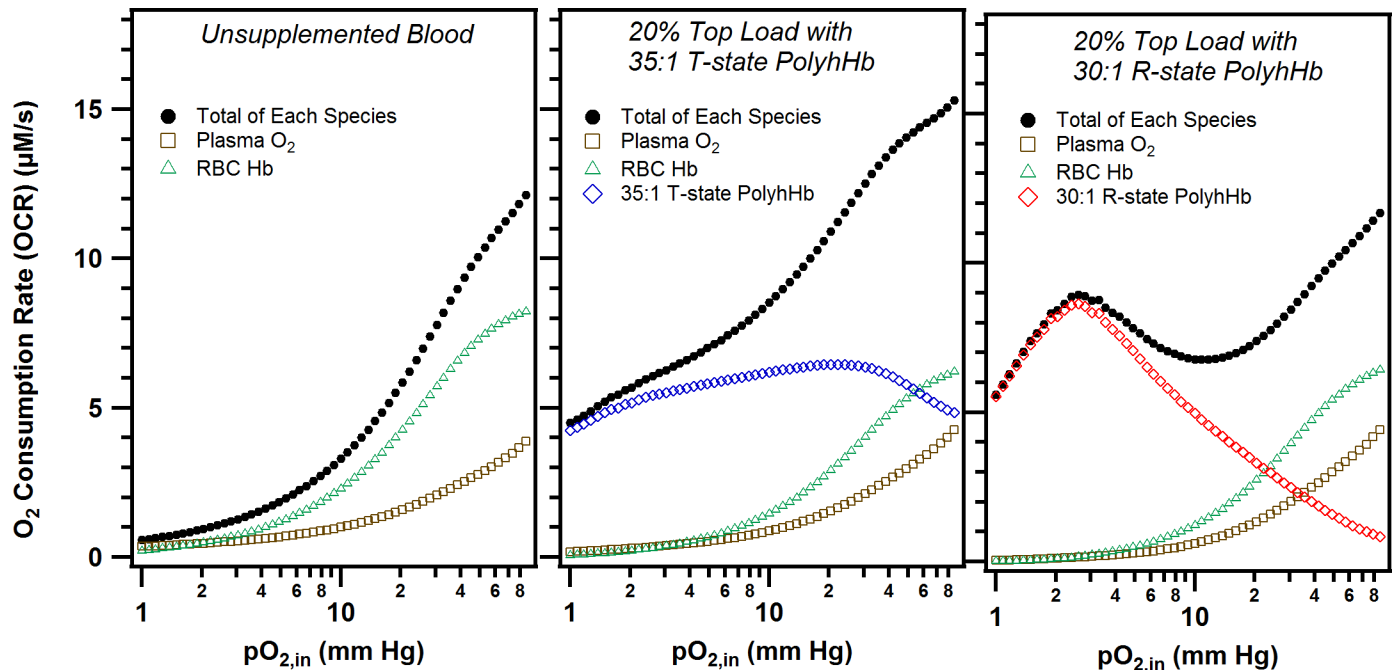 Unsupplemented Blood
Total of Each Species
Plasma O₂
RBC Hb
20% Top Load with
35:1 T-state PolyhHb
Total of Each Species
Plasma O₂
RBC Hb
35:1 T-state PolyhHb
20% Top Load with
30:1 R-state PolyhHb
Total of Each Species
Plasma O₂
RBC Hb
30:1 R-state PolyhHb
O₂ Consumption Rate (OCR) (µM/s)
15
10
5
0
1 2 4 6 8 10 2 4 6 8
1 2 4 6 8 10 2 4 6 8
1 2 4 6 8 10 2 4 6 8
pO₂,in (mm Hg)
pO₂,in (mm Hg)
pO₂,in (mm Hg)